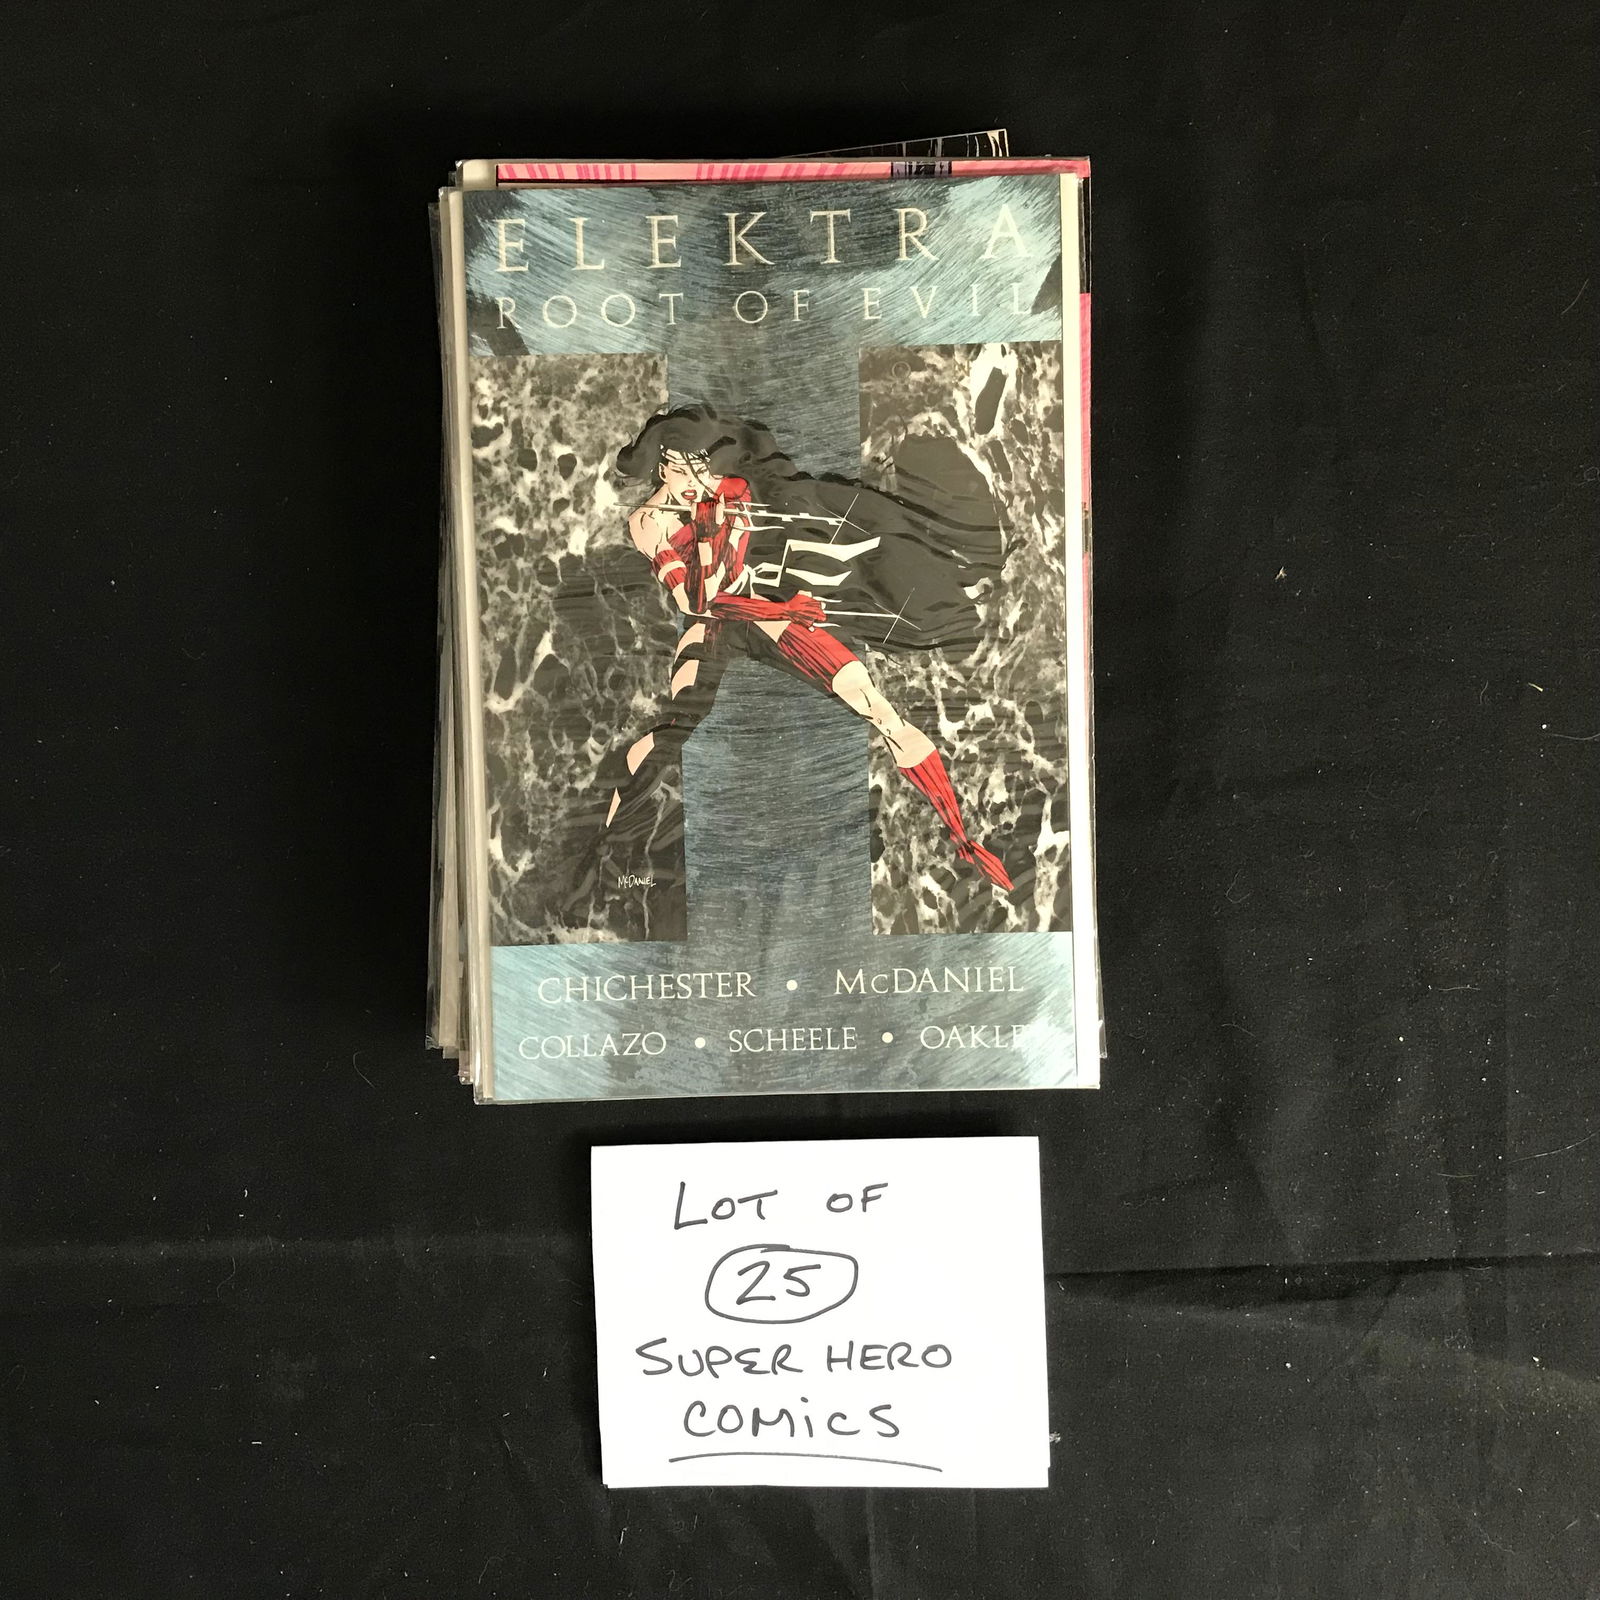 ELEKTRA
ROOT OF EVIL
McDANIEL
CHICHESTER • McDANIEL
COLLAZO • SCHEELE • OAKLEY
LOT OF
25
SUPER HERO
COMiCS